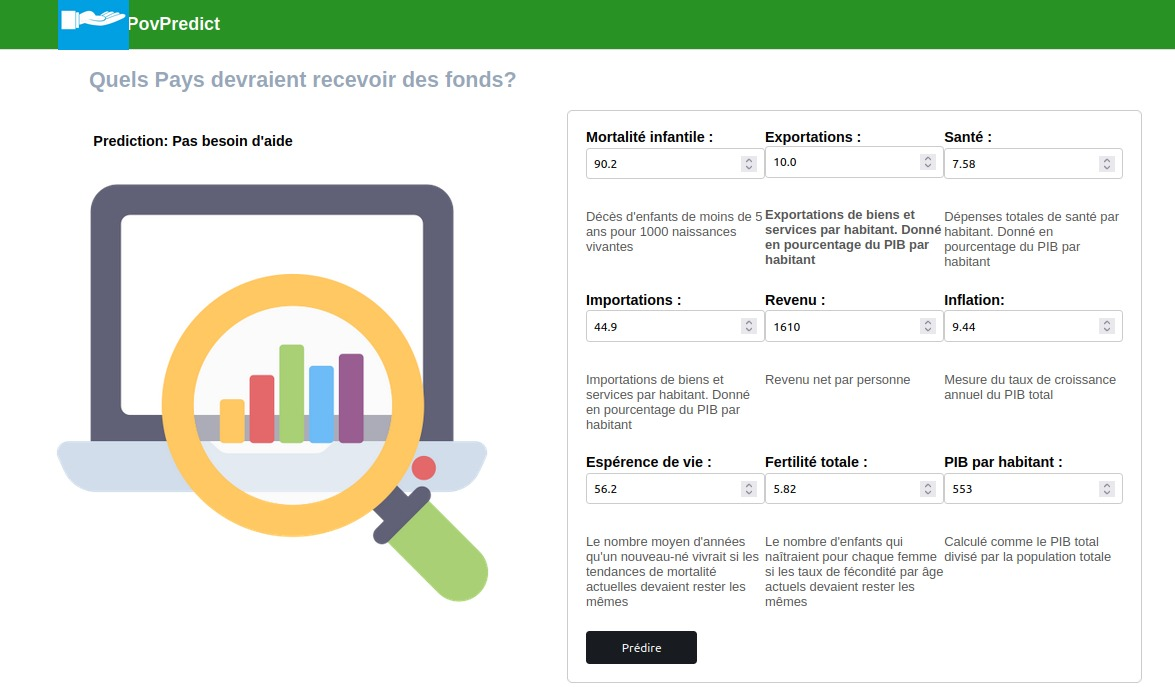 PovPredict
Quels Pays devraient recevoir des fonds?
Prediction: Pas besoin d'aide
Mortalité infantile :
90.2
Décès d'enfants de moins de 5
ans pour 1000 naissances
vivantes
Exportations :
10.0
Exportations de biens et
services par habitant. Donné
en pourcentage du PIB par
habitant
Santé :
7.58
Dépenses totales de santé par
habitant. Donné en
pourcentage du PIB par
habitant
Importations :
44.9
Importations de biens et
services par habitant. Donné
en pourcentage du PIB par
habitant
Revenu :
1610
Revenu net par personne
Inflation:
9.44
Mesure du taux de croissance
annuel du PIB total
Espérence de vie :
56.2
Le nombre moyen d'années
qu'un nouveau-né vivrait si les
tendances de mortalité
actuelles devaient rester les
mêmes
Fertilité totale :
5.82
Le nombre d'enfants qui
naîtraient pour chaque femme
si les taux de fécondité par âge
actuels devaient rester les
mêmes
PIB par habitant :
553
Calculé comme le PIB total
divisé par la population totale
Prédire